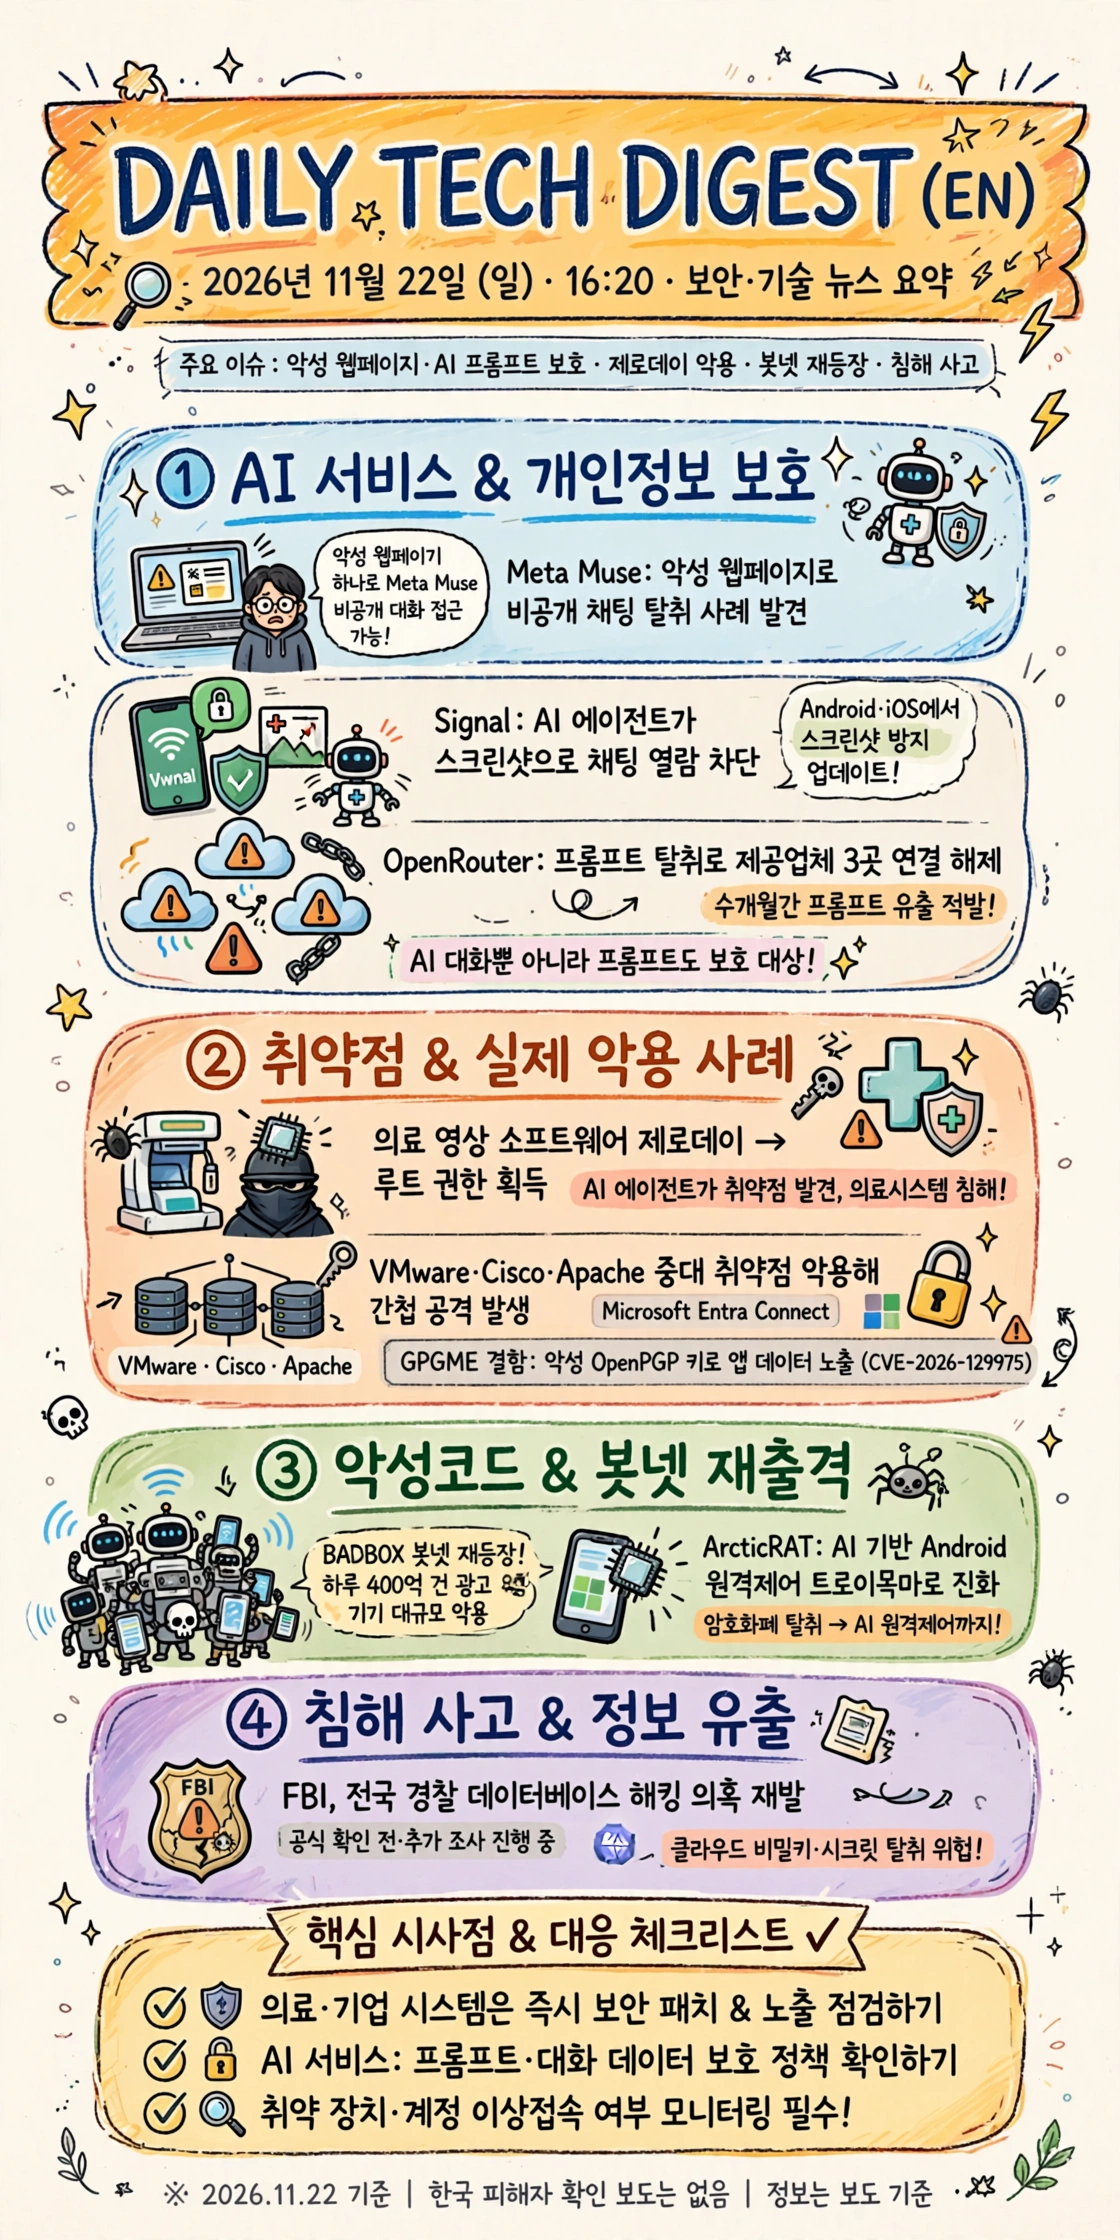 DAILY TECH DIGEST (EN)
2026년 11월 22일 (일) · 16:20 · 보안·기술 뉴스 요약
주요 이슈 : 악성 웹페이지·AI 프롬프트 보호 · 제로데이 악용 · 봇넷 재등장 · 침해 사고
① AI 서비스 & 개인정보 보호
악성 웹페이기
하나로 Meta Muse
비공개 대화 접근
가능!
Meta Muse: 악성 웹페이지로
비공개 채팅 탈취 사례 발견
Vwnal
Signal: AI 에이전트가
스크린샷으로 채팅 열람 차단
Android·iOS에서
스크린샷 방지
업데이트!
OpenRouter: 프롬프트 탈취로 제공업체 3곳 연결 해제
수개월간 프롬프트 유출 적발!
AI 대화뿐 아니라 프롬프트도 보호 대상!
② 취약점 & 실제 악용 사례
의료 영상 소프트웨어 제로데이 →
루트 권한 획득
AI 에이전트가 취약점 발견, 의료시스템 침해!
VMware·Cisco·Apache 중대 취약점 악용해
간첩 공격 발생
Microsoft Entra Connect
VMware · Cisco · Apache
GPGME 결함: 악성 OpenPGP 키로 앱 데이터 노출 (CVE-2026-129975)
③ 악성코드 & 봇넷 재출격
BADBOX 봇넷 재등장!
하루 400억 건 광고
기기 대규모 악용
ArcticRAT: AI 기반 Android
원격제어 트로이목마로 진화
암호화폐 탈취 → AI 원격제어까지!
④ 침해 사고 & 정보 유출
FBI
FBI, 전국 경찰 데이터베이스 해킹 의혹 재발
공식 확인 전·추가 조사 진행 중
클라우드 비밀키·시크릿 탈취 위험!
핵심 시사점 & 대응 체크리스트 ✓
의료·기업 시스템은 즉시 보안 패치 & 노출 점검하기
AI 서비스: 프롬프트·대화 데이터 보호 정책 확인하기
취약 장치·계정 이상접속 여부 모니터링 필수!
※ 2026.11.22 기준 | 한국 피해자 확인 보도는 없음 | 정보는 보도 기준